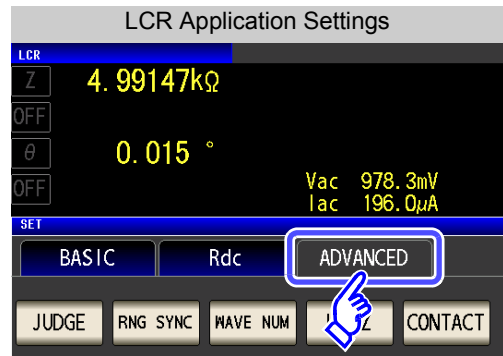 LCR Application Settings
LCR
Z 4.99147kΩ
OFF
θ 0.015 °
OFF
Vac 978.3mV
Iac 196.0μA
SET
BASIC Rdc ADVANCED
JUDGE RNG SYNC WAVE NUM CONTACT